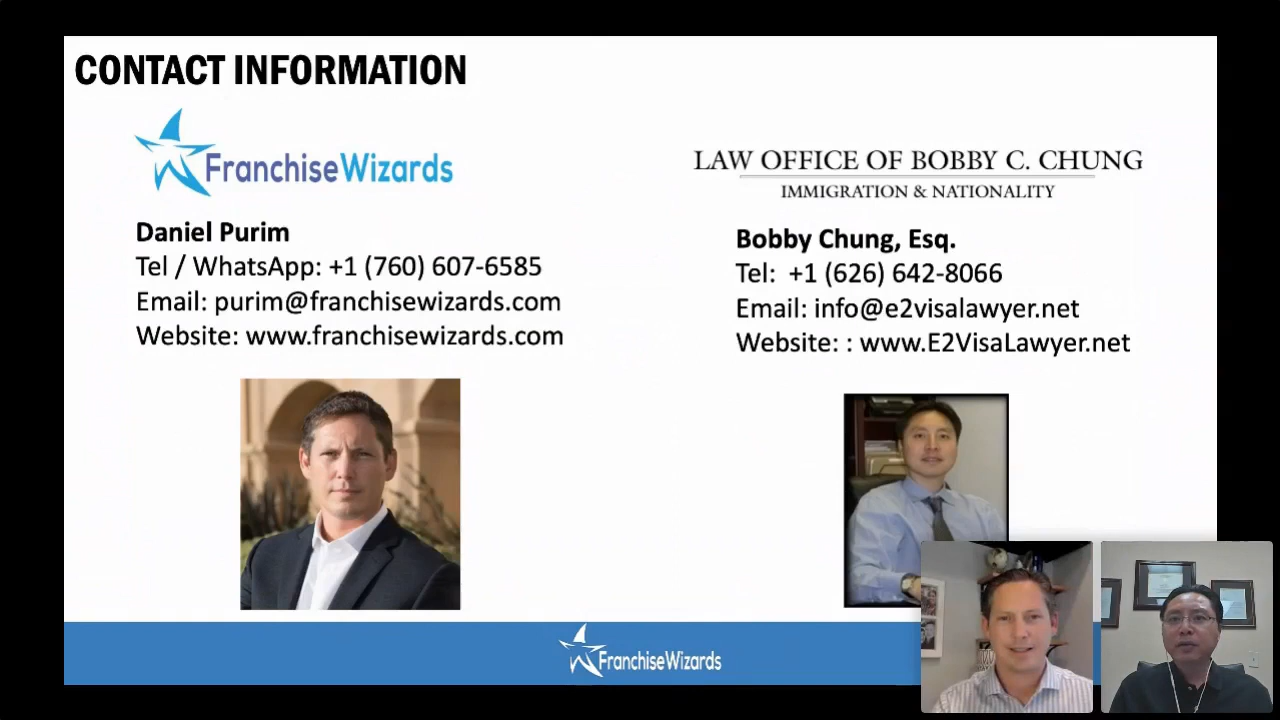 CONTACT INFORMATION
FranchiseWizards
Daniel Purim
Tel / WhatsApp: +1 (760) 607-6585
Email: purim@franchisewizards.com
Website: www.franchisewizards.com
LAW OFFICE OF BOBBY C. CHUNG
IMMIGRATION & NATIONALITY
Bobby Chung, Esq.
Tel: +1 (626) 642-8066
Email: info@e2visalawyer.net
Website: : www.E2VisaLawyer.net
FranchiseWizards